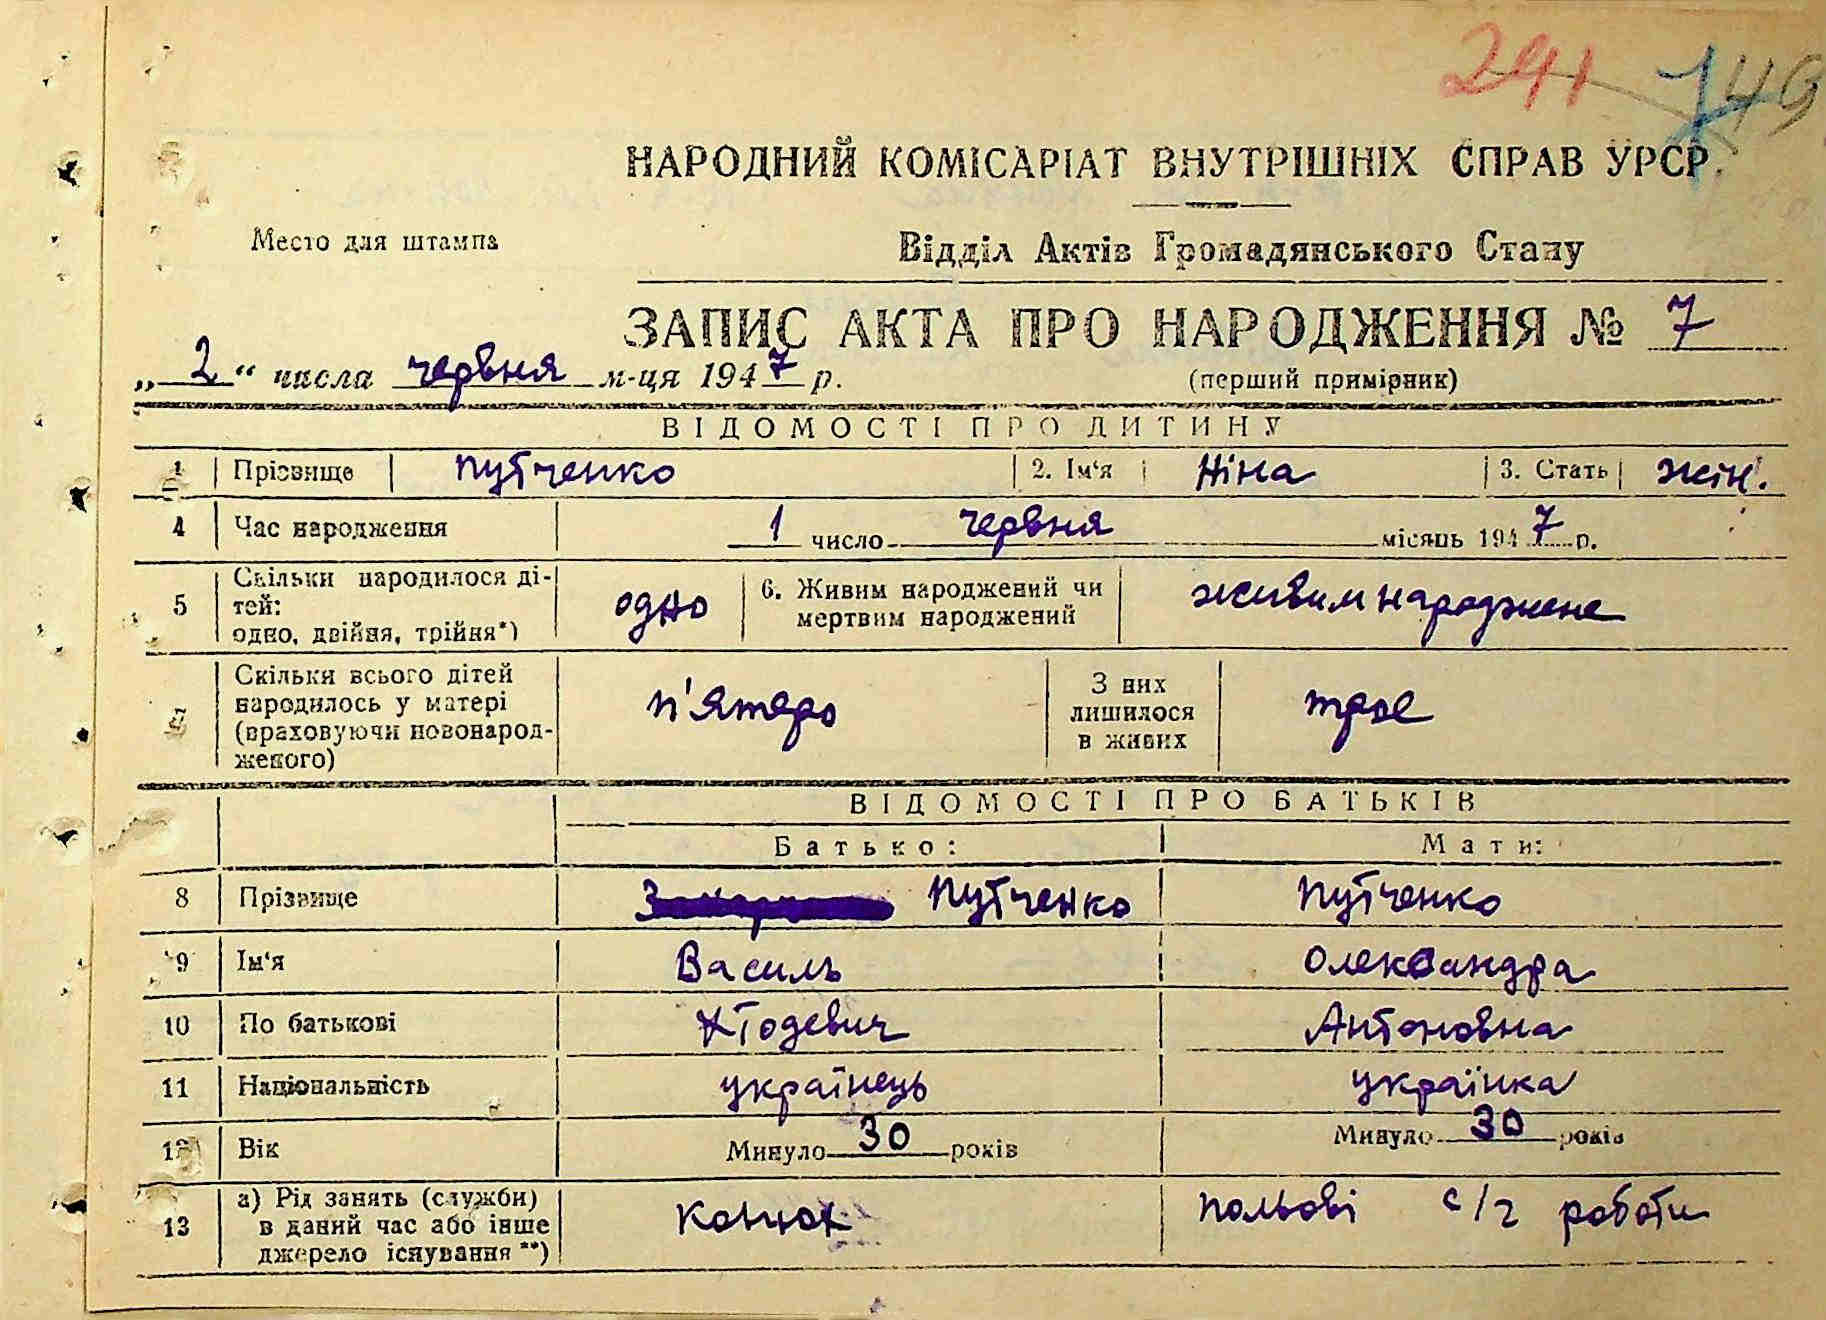 241 149
НАРОДНИЙ КОМІСАРІАТ ВНУТРІШНІХ СПРАВ УРСР.
Место для штампа
Відділ Актів Громадянського Стану
ЗАПИС АКТА ПРО НАРОДЖЕННЯ № 7
„2“ числа червня м-ця 1947 р.
(перший примірник)
ВІДОМОСТІ ПРО ДИТИНУ
1 Прізвище Путченко 2. Ім‘я Ніна 3. Стать жін.
4 Час народження 1 число червня місяць 1947 р.
5 Скільки народилося ді-
тей:
одно, двійня, трійня*) одно 6. Живим народжений чи
мертвим народжений живим народжене
7 Скільки всього дітей
народилось у матері
(враховуючи новонарод-
женого) п'ятеро З них
лишилося
в живих троє
ВІДОМОСТІ ПРО БАТЬКІВ
Батько: Мати:
8 Прізвище Путченко Путченко
9 Ім‘я Василь Олександра
10 По батькові Антоновна
11 Національність українець українка
12 Вік Минуло 30 років Минуло 30 років
13 а) Рід занять (служби)
в даний час або інше
джерело існування **) конюх польові с/г роботи